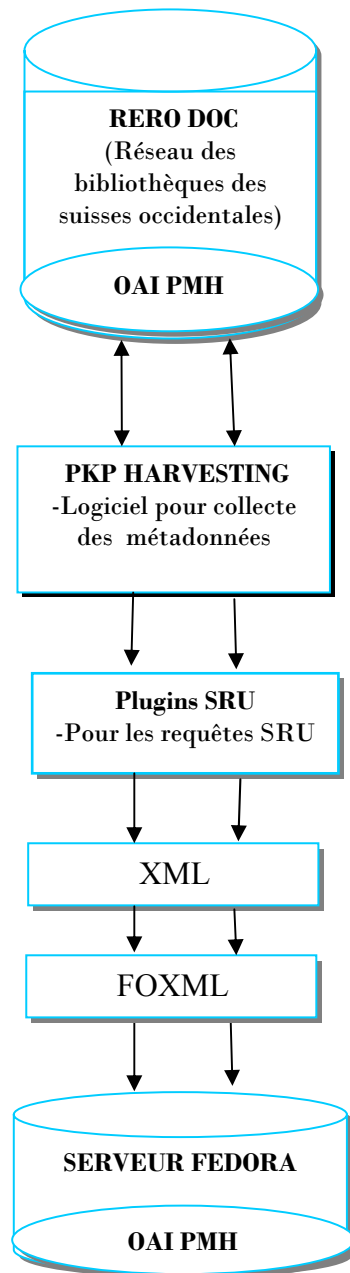 RERO DOC
(Réseau des
bibliothèques des
suisses occidentales)
OAI PMH
PKP HARVESTING
-Logiciel pour collecte
des métadonnées
Plugins SRU
-Pour les requêtes SRU
XML
FOXML
SERVEUR FEDORA
OAI PMH